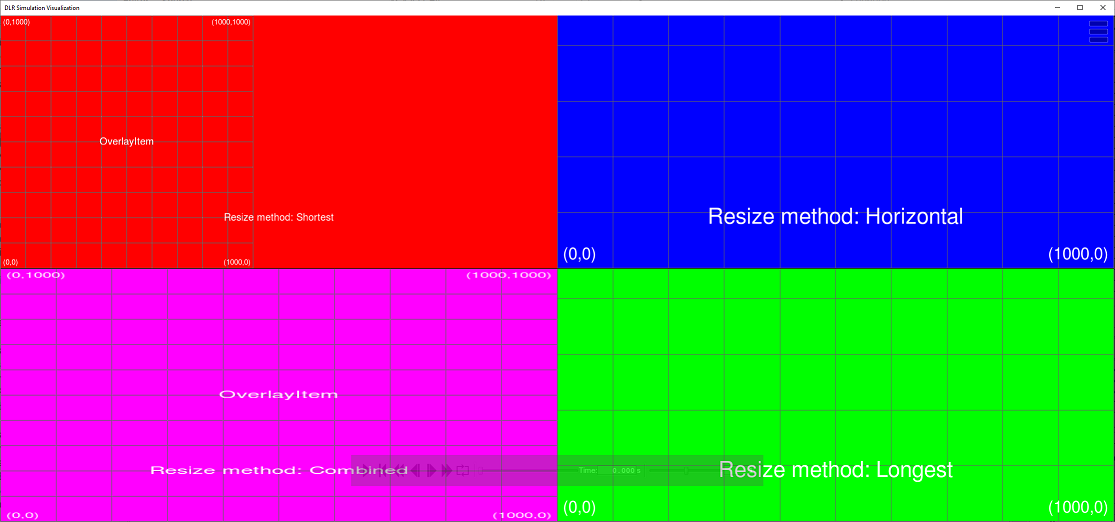 DLR Simulation Visualization
(0,1000) (1000,1000)
OverlayItem
Resize method: Shortest
(0,0) (1000,0)
Resize method: Horizontal
(0,0) (1000,0)
(0,1000) (1000,1000)
OverlayItem
Resize method: Combined
(0,0) (1000,0)
Time: 0.000 s
Resize method: Longest
(0,0) (1000,0)